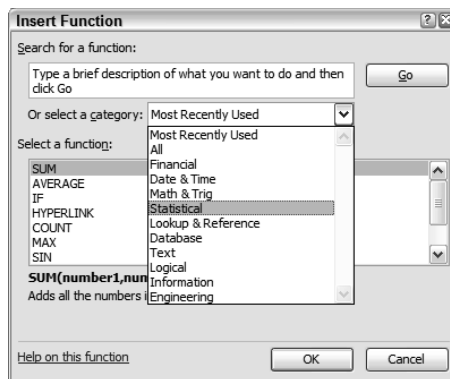 Insert Function
Search for a function:
Type a brief description of what you want to do and then
click Go
Go
Or select a category: Most Recently Used
Most Recently Used
All
Financial
Date & Time
Math & Trig
Statistical
Lookup & Reference
Database
Text
Logical
Information
Engineering
Select a function:
SUM
AVERAGE
IF
HYPERLINK
COUNT
MAX
SIN
SUM(number1,num
Adds all the numbers i
Help on this function
OK
Cancel